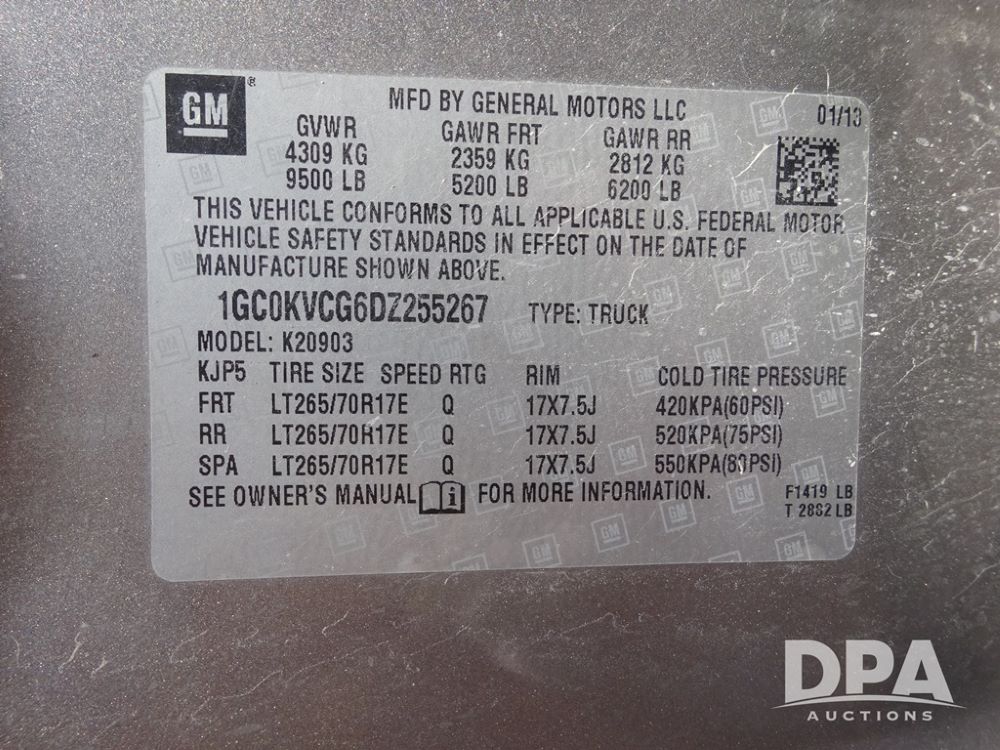 GM®
MFD BY GENERAL MOTORS LLC 01/13
GVWR GAWR FRT GAWR RR
4309 KG 2359 KG 2812 KG
9500 LB 5200 LB 6200 LB
THIS VEHICLE CONFORMS TO ALL APPLICABLE U.S. FEDERAL MOTOR
VEHICLE SAFETY STANDARDS IN EFFECT ON THE DATE OF
MANUFACTURE SHOWN ABOVE.
1GC0KVCG6DZ255267 TYPE: TRUCK
MODEL: K20903
KJP5 TIRE SIZE SPEED RTG RIM COLD TIRE PRESSURE
FRT LT265/70R17E Q 17X7.5J 420KPA(60PSI)
RR LT265/70R17E Q 17X7.5J 520KPA(75PSI)
SPA LT265/70R17E Q 17X7.5J 550KPA(80PSI)
SEE OWNER'S MANUAL i FOR MORE INFORMATION.
F1419 LB
T 2882 LB
DPA
AUCTIONS